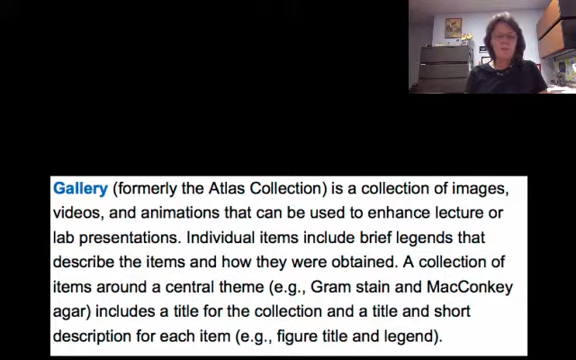 Gallery (formerly the Atlas Collection) is a collection of images,
videos, and animations that can be used to enhance lecture or
lab presentations. Individual items include brief legends that
describe the items and how they were obtained. A collection of
items around a central theme (e.g., Gram stain and MacConkey
agar) includes a title for the collection and a title and short
description for each item (e.g., figure title and legend).